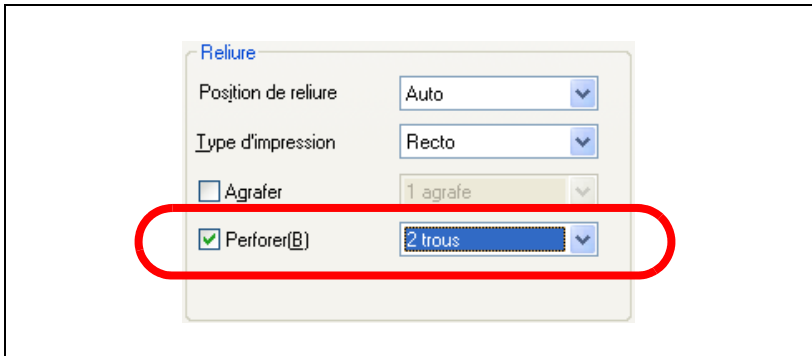 Reliure
Position de reliure Auto
Type d'impression Recto
Agrafer 1 agrafe
Perforer(B) 2 trous